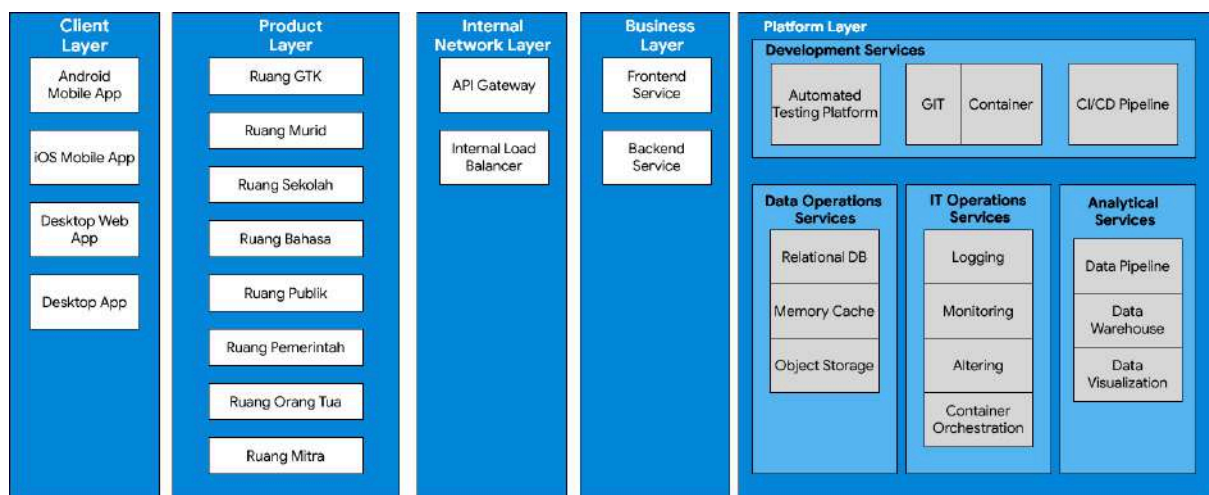 Client
Layer
Android
Mobile App
iOS Mobile App
Desktop Web
App
Desktop App
Product
Layer
Ruang GTK
Ruang Murid
Ruang Sekolah
Ruang Bahasa
Ruang Publik
Ruang Pemerintah
Ruang Orang Tua
Ruang Mitra
Internal
Network Layer
API Gateway
Internal Load
Balancer
Business
Layer
Frontend
Service
Backend
Service
Platform Layer
Development Services
Automated
Testing Platform
GIT
Container
CI/CD Pipeline
Data Operations
Services
Relational DB
Memory Cache
Object Storage
IT Operations
Services
Logging
Monitoring
Altering
Container
Orchestration
Analytical
Services
Data Pipeline
Data
Warehouse
Data
Visualization